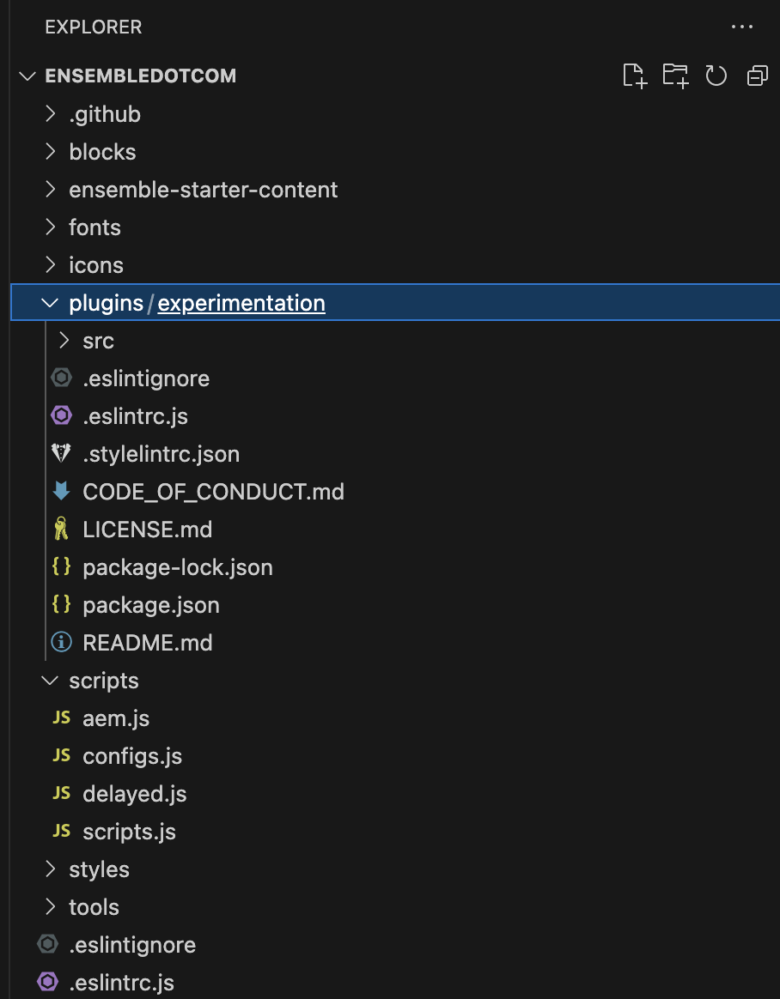 EXPLORER
ENSEMBLEDOTCOM
.github
blocks
ensemble-starter-content
fonts
icons
plugins/experimentation
src
.eslintignore
.eslintrc.js
.stylelintrc.json
CODE_OF_CONDUCT.md
LICENSE.md
{} package-lock.json
{} package.json
README.md
scripts
JS aem.js
JS configs.js
JS delayed.js
JS scripts.js
styles
tools
.eslintignore
.eslintrc.js